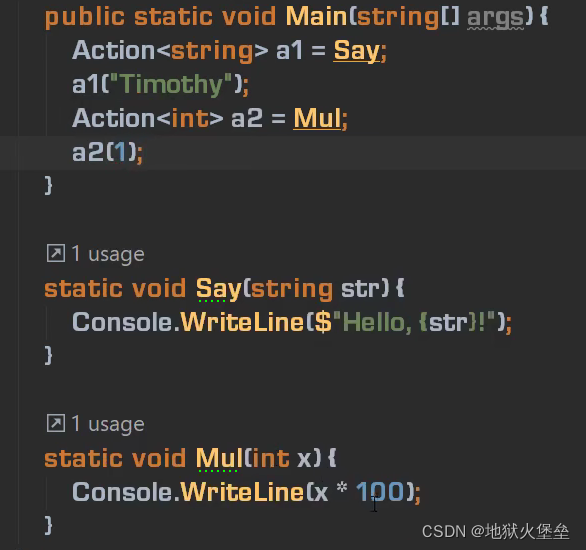 public static void Main(string[] args) {
Action<string> a1 = Say;
a1("Timothy");
Action<int> a2 = Mul;
a2(1);
}
1 usage
static void Say(string str) {
Console.WriteLine($"Hello, {str}!");
}
1 usage
static void Mul(int x) {
Console.WriteLine(x * 100);
}
CSDN @地狱火堡垒